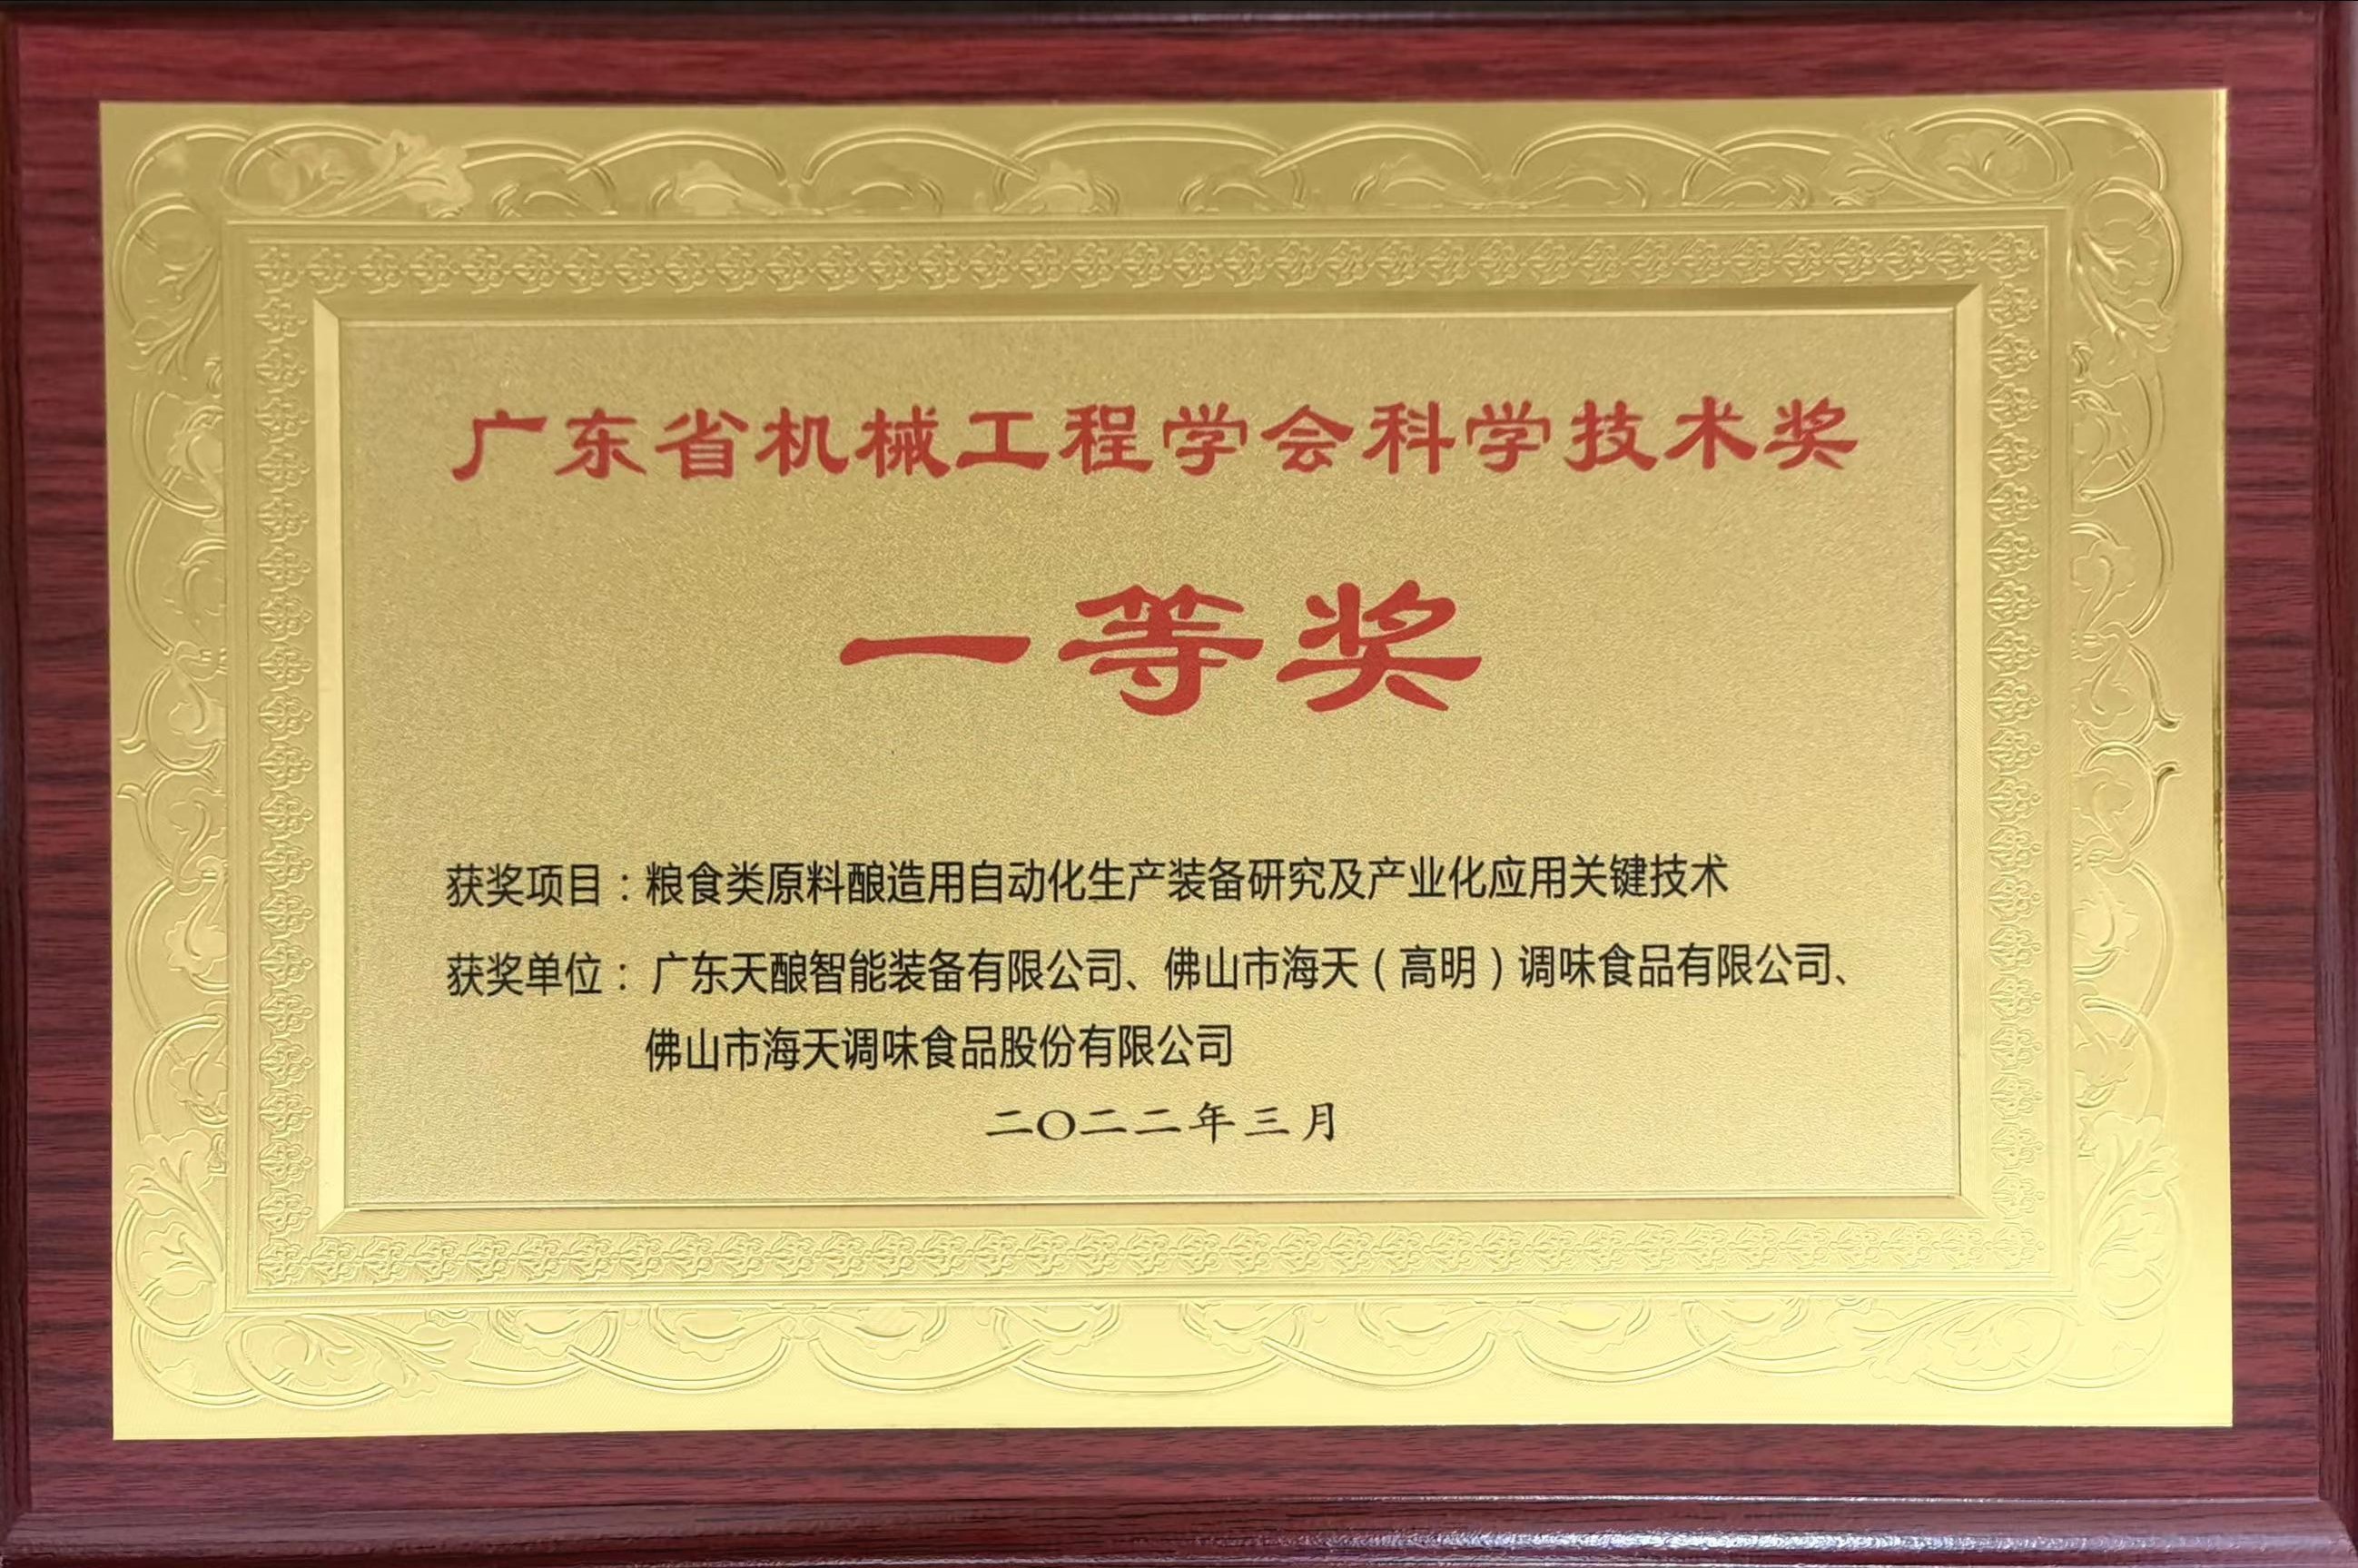 广东省机械工程学会科学技术奖
一等奖
获奖项目：粮食类原料酿造用自动化生产装备研究及产业化应用关键技术
获奖单位：广东天酿智能装备有限公司、佛山市海天（高明）调味食品有限公司、
佛山市海天调味食品股份有限公司
二〇二二年三月